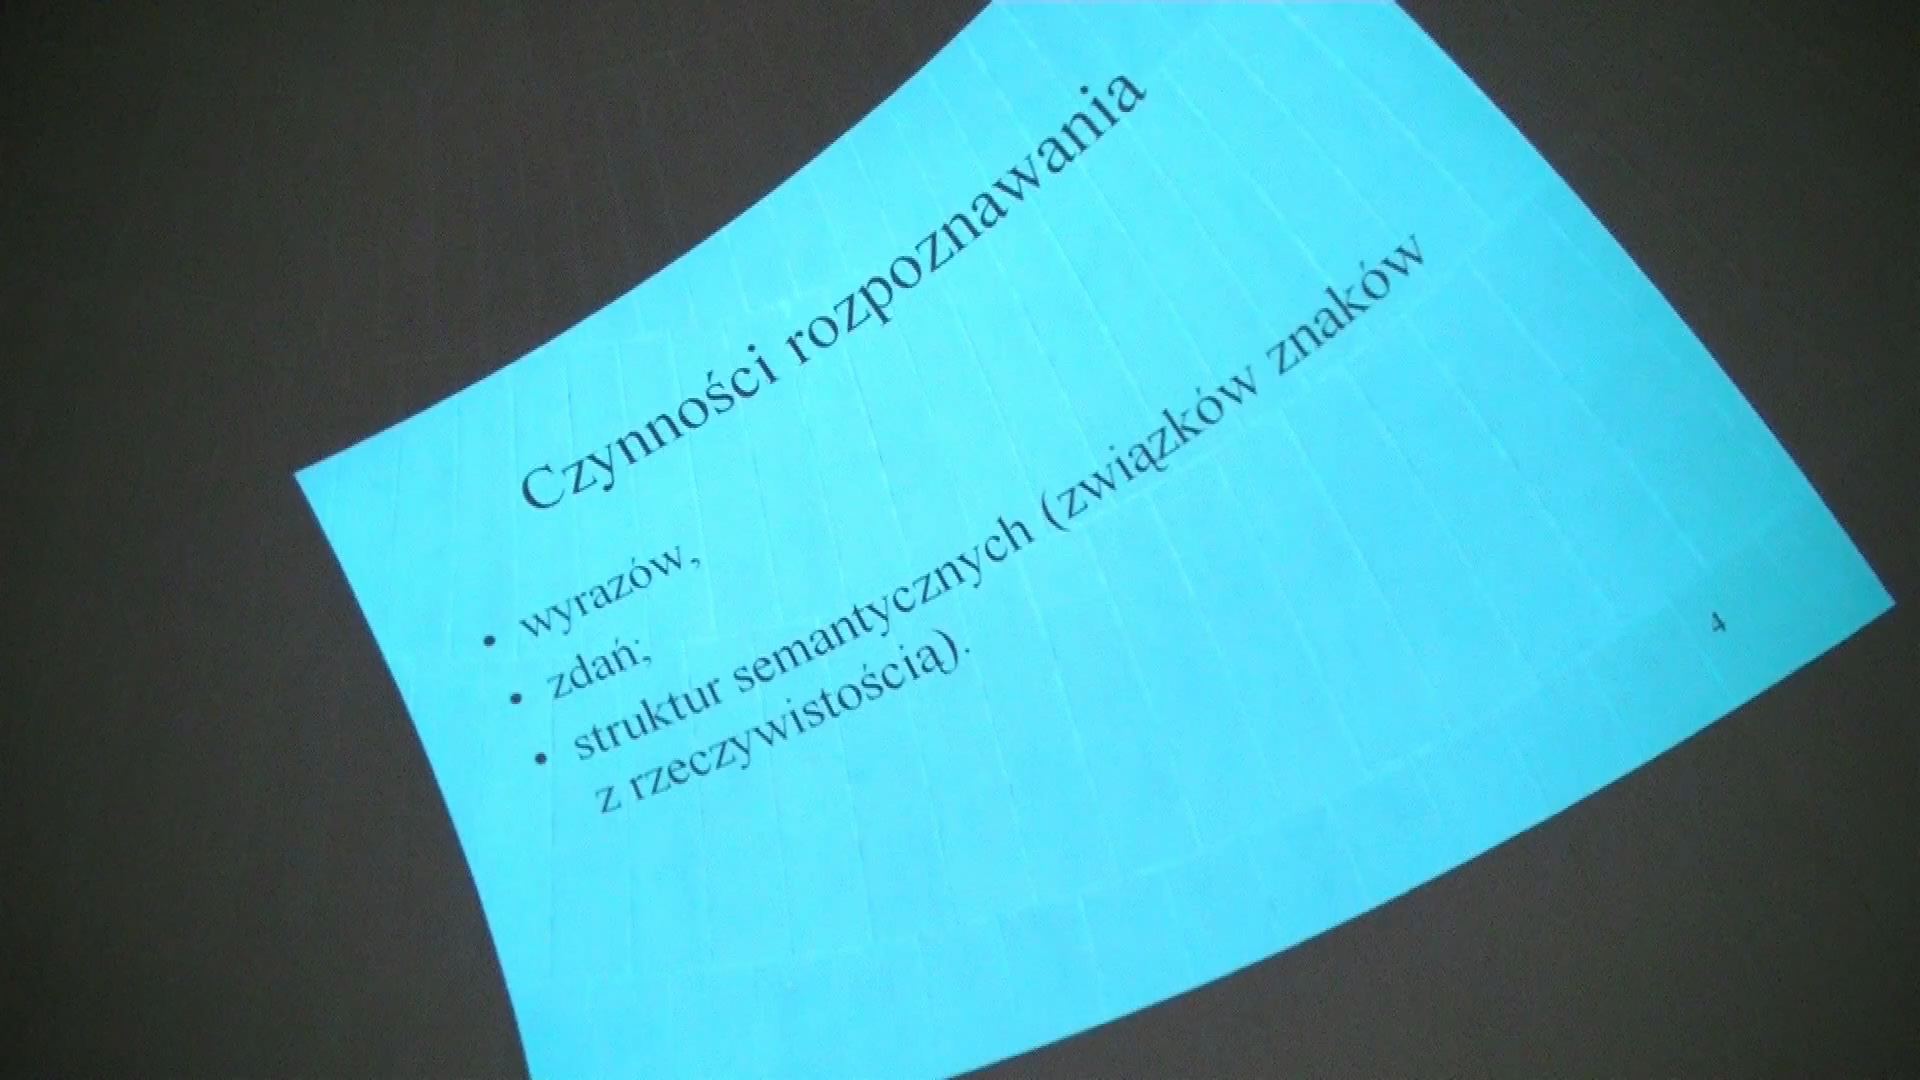 Czynności rozpoznawania
• wyrazów,
• zdań;
• struktur semantycznych (związków znaków
z rzeczywistością).
4